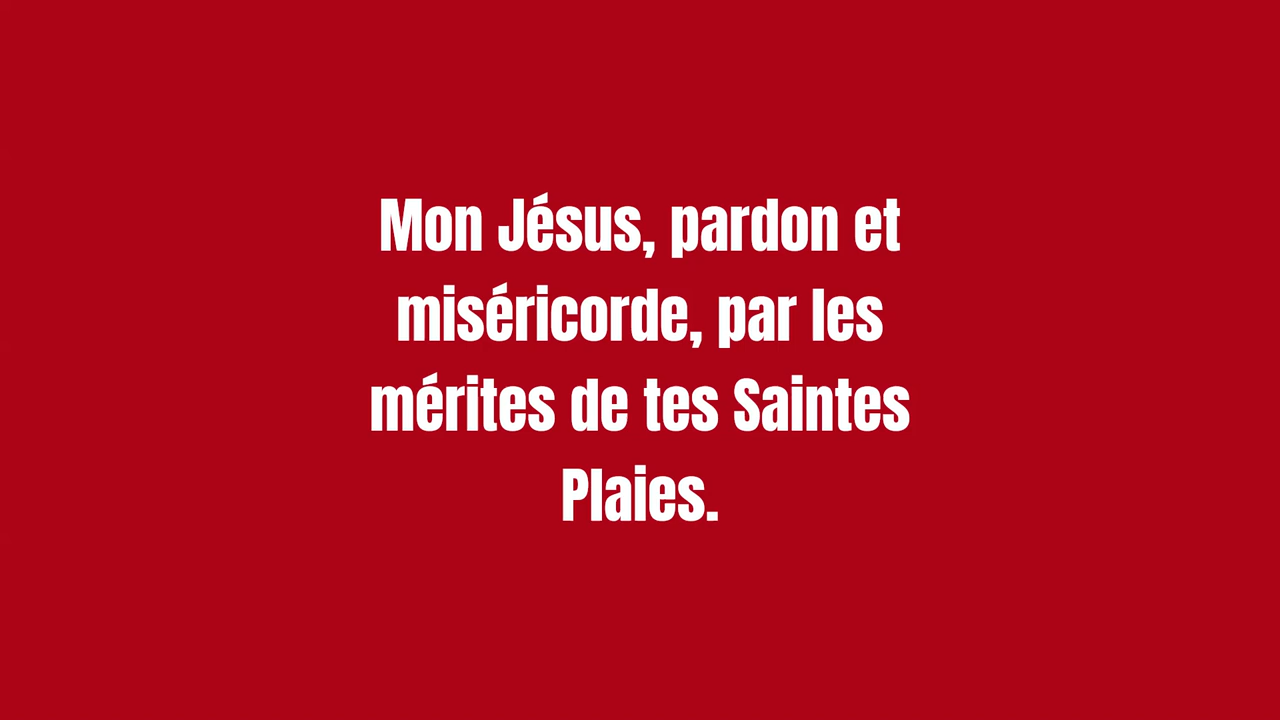 Mon Jésus, pardon et
miséricorde, par les
mérites de tes Saintes
Plaies.